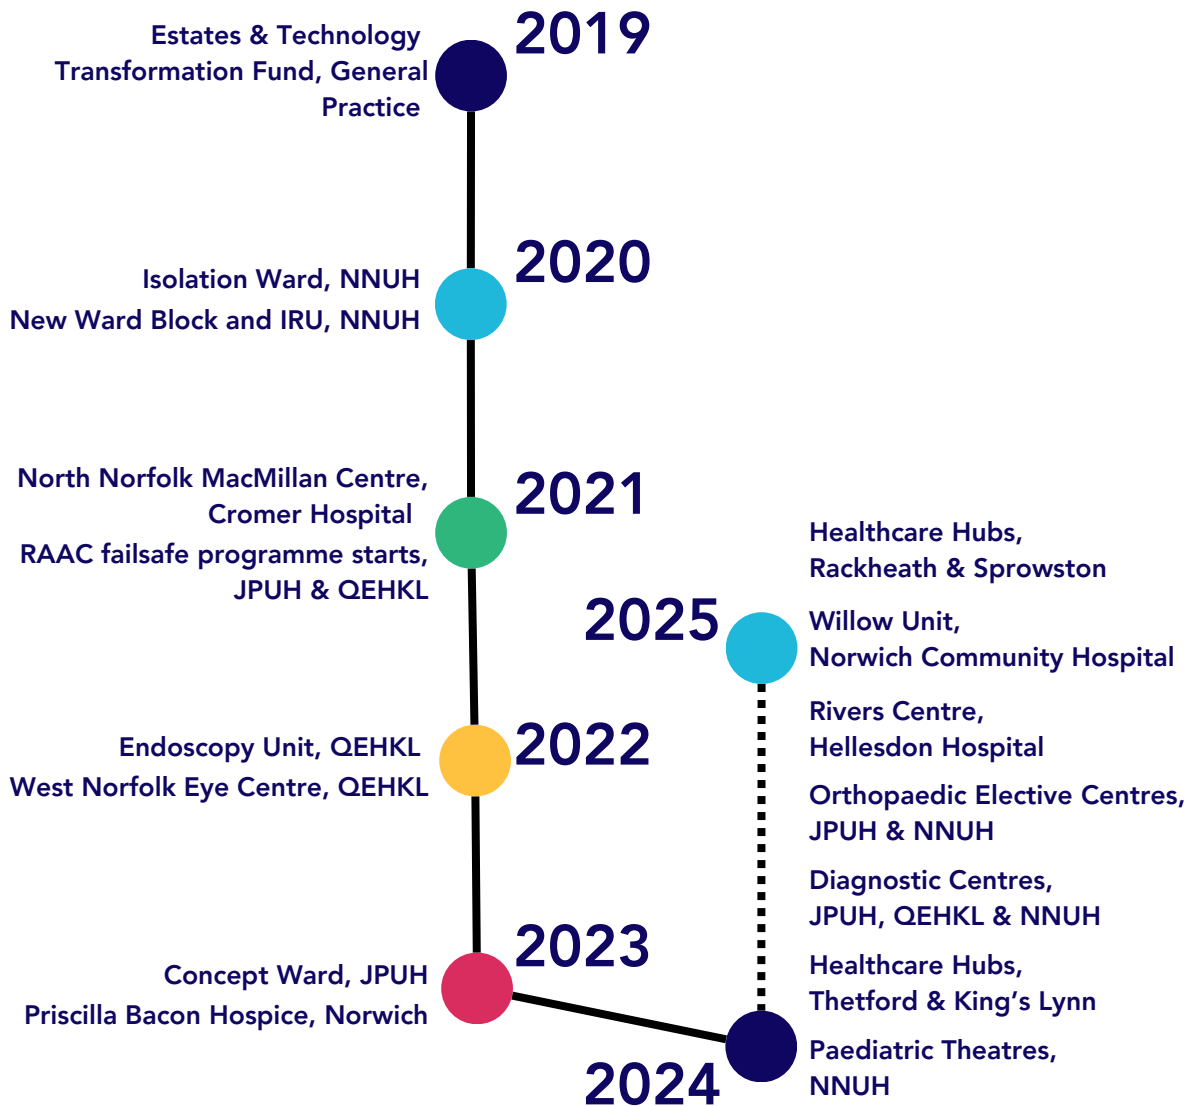 2019
Estates & Technology
Transformation Fund, General
Practice
2020
Isolation Ward, NNUH
New Ward Block and IRU, NNUH
2021
North Norfolk MacMillan Centre,
Cromer Hospital
RAAC failsafe programme starts,
JPUH & QEHKL
2022
Endoscopy Unit, QEHKL
West Norfolk Eye Centre, QEHKL
2023
Concept Ward, JPUH
Priscilla Bacon Hospice, Norwich
2025
Healthcare Hubs,
Rackheath & Sprowston
Willow Unit,
Norwich Community Hospital
Rivers Centre,
Hellesdon Hospital
Orthopaedic Elective Centres,
JPUH & NNUH
Diagnostic Centres,
JPUH, QEHKL & NNUH
Healthcare Hubs,
Thetford & King's Lynn
Paediatric Theatres,
NNUH
2024